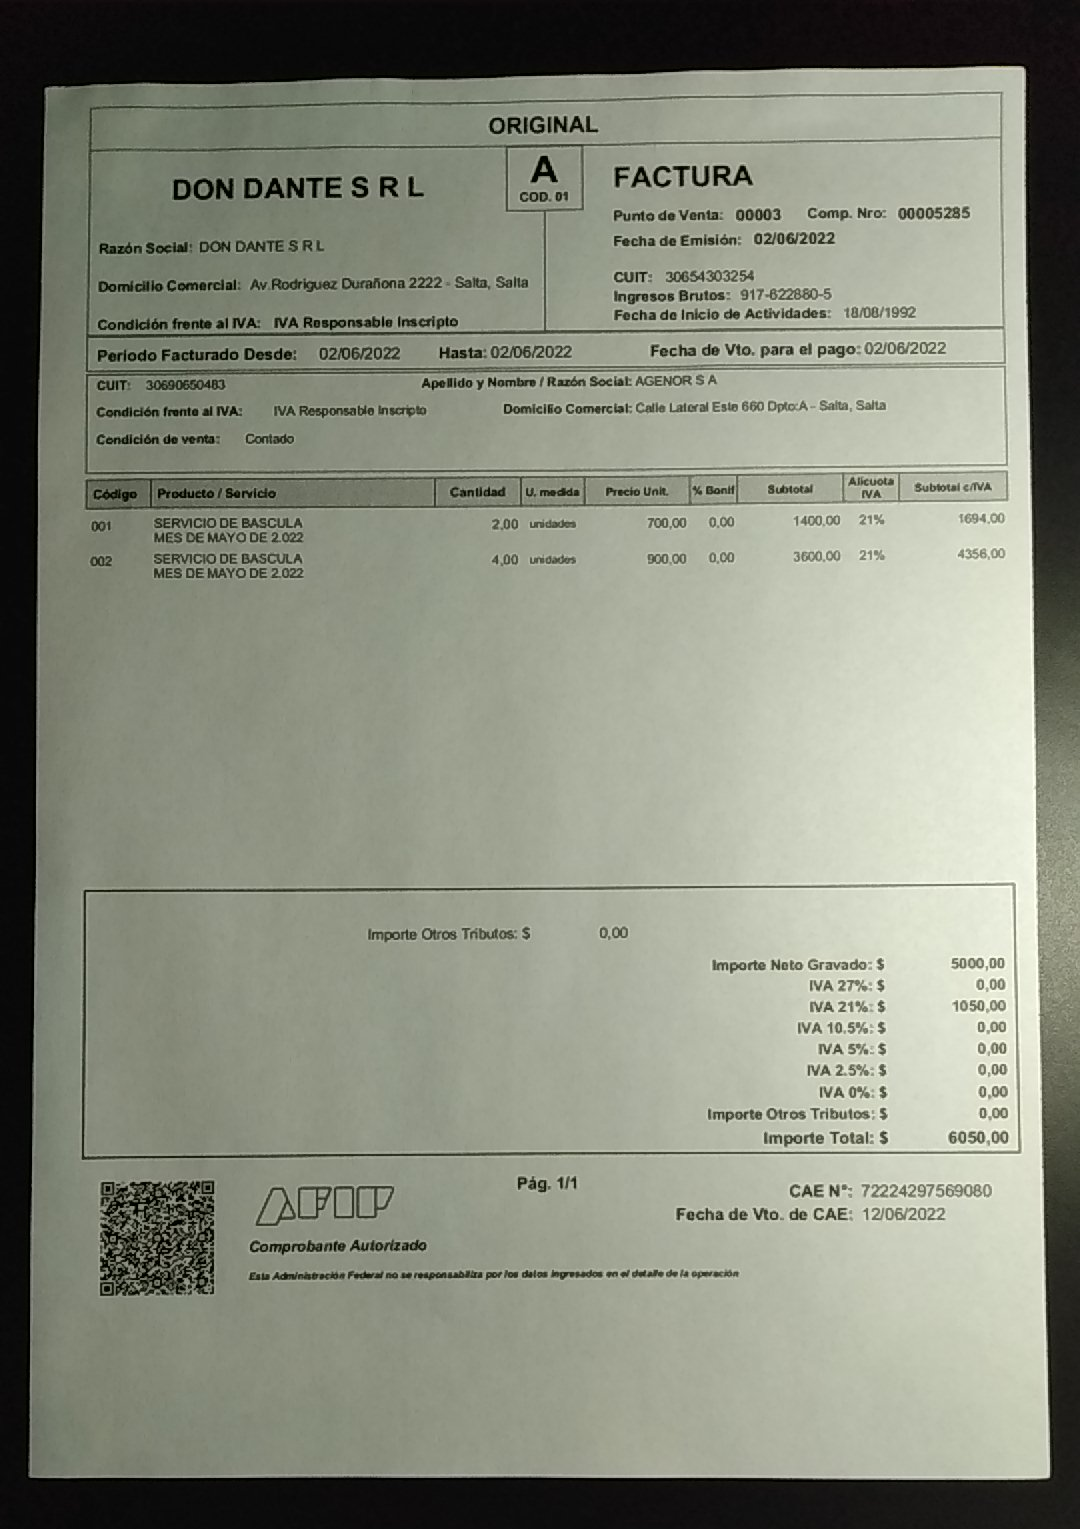 ORIGINAL
DON DANTE S R L
A
COD. 01
FACTURA
Punto de Venta: 00003 Comp. Nro: 00005285
Fecha de Emisión: 02/06/2022
Razón Social: DON DANTE S R L
Domicilio Comercial: Av.Rodriguez Durañona 2222 - Salta, Salta
Condición frente al IVA: IVA Responsable Inscripto
CUIT: 30654303254
Ingresos Brutos: 917-622880-5
Fecha de Inicio de Actividades: 18/08/1992
Período Facturado Desde: 02/06/2022 Hasta: 02/06/2022 Fecha de Vto. para el pago: 02/06/2022
CUIT: 30690650483 Apellido y Nombre / Razón Social: AGENOR S A
Condición frente al IVA: IVA Responsable Inscripto Domicilio Comercial: Calle Lateral Este 660 Dpto:A - Salta, Salta
Condición de venta: Contado
Código Producto / Servicio Cantidad U. medida Precio Unit. % Bonif Subtotal Alicuota IVA Subtotal c/IVA
001 SERVICIO DE BASCULA 2,00 unidades 700,00 0,00 1400,00 21% 1694,00
MES DE MAYO DE 2.022
002 SERVICIO DE BASCULA 4,00 unidades 900,00 0,00 3600,00 21% 4356,00
MES DE MAYO DE 2.022
Importe Otros Tributos: $ 0,00
Importe Neto Gravado: $ 5000,00
IVA 27%: $ 0,00
IVA 21%: $ 1050,00
IVA 10.5%: $ 0,00
IVA 5%: $ 0,00
IVA 2.5%: $ 0,00
IVA 0%: $ 0,00
Importe Otros Tributos: $ 0,00
Importe Total: $ 6050,00
AFIP
Pág. 1/1
CAE N°: 72224297569080
Fecha de Vto. de CAE: 12/06/2022
Comprobante Autorizado
Esta Administración Federal no se responsabiliza por los datos ingresados en el detalle de la operación